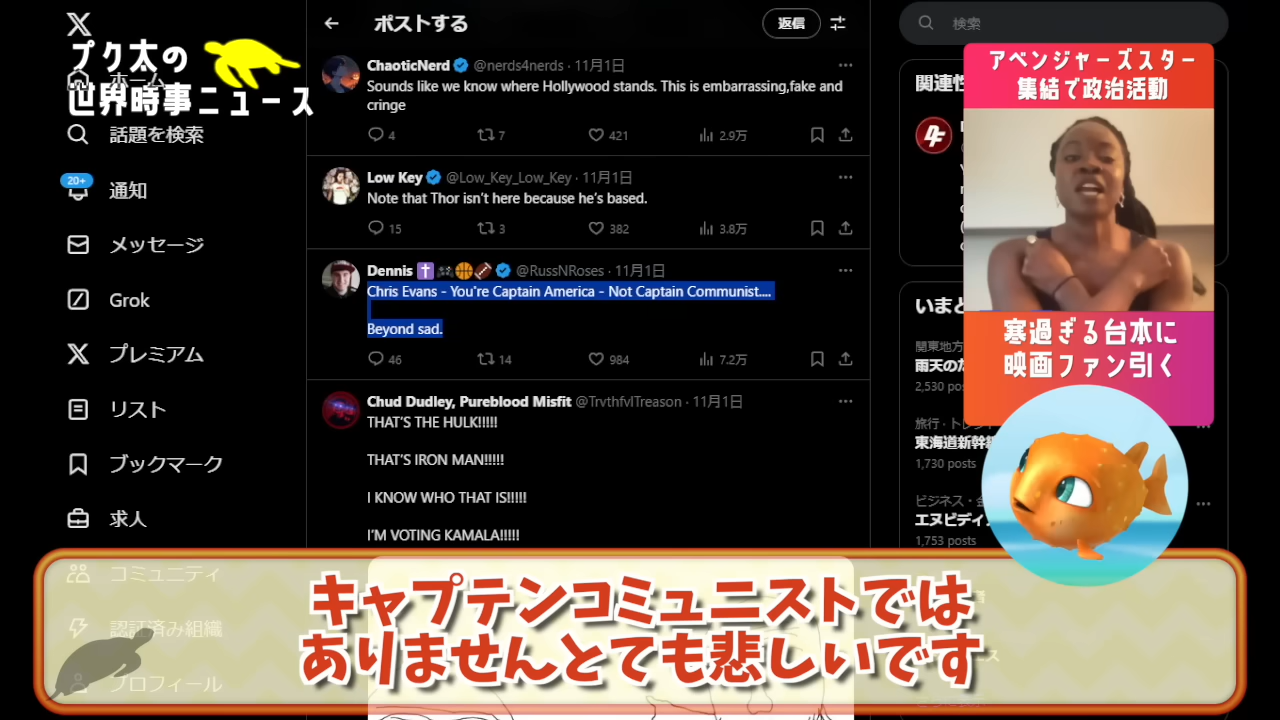 プク太の
世界時事ニュース
ホーム
話題を検索
20+
通知
メッセージ
Grok
プレミアム
リスト
ブックマーク
求人
コミュニティ
認証済み組織
プロフィール
ポストする
返信
ChaoticNerd @nerds4nerds · 11月1日
Sounds like we know where Hollywood stands. This is embarrassing,fake and
cringe
4 7 421 2.9万
Low Key @Low_Key_Low_Key · 11月1日
Note that Thor isn't here because he's based.
15 3 382 3.8万
Dennis @RussNRoses · 11月1日
Chris Evans - You're Captain America - Not Captain Communist....
Beyond sad.
46 14 984 7.2万
Chud Dudley, Pureblood Misfit @TrvthfvlTreason · 11月1日
THAT'S THE HULK!!!!!
THAT'S IRON MAN!!!!!
I KNOW WHO THAT IS!!!!!
I'M VOTING KAMALA!!!!!
検索
関連性
いまど
関東地方
雨天のた
2,530 pos
旅行・トレン
東海道新幹線
1,730 posts
ビジネス・金
エヌビディア
1,753 posts
アベンジャーズスター
集結で政治活動
寒過ぎる台本に
映画ファン引く
キャプテンコミュニストでは
ありませんとても悲しいです